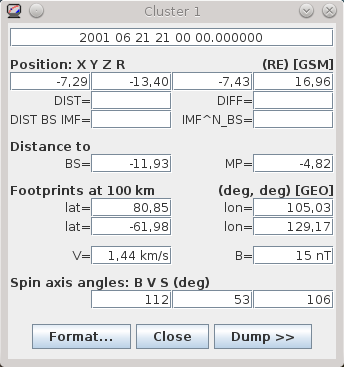 Cluster 1
2001 06 21 21 00 00.000000
Position: X Y Z R (RE) [GSM]
-7,29 -13,40 -7,43 16,96
DIST= DIFF=
DIST BS IMF= IMF^N_BS=
Distance to
BS= -11,93 MP= -4,82
Footprints at 100 km (deg, deg) [GEO]
lat= 80,85 lon= 105,03
lat= -61,98 lon= 129,17
V= 1,44 km/s B= 15 nT
Spin axis angles: B V S (deg)
112 53 106
Format... Close Dump >>